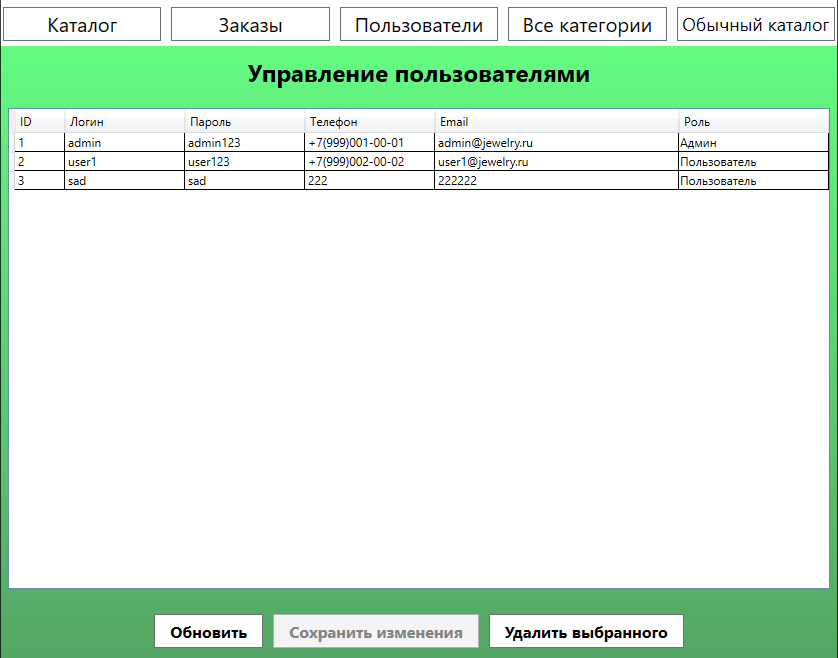 Каталог Заказы Пользователи Все категории Обычный каталог
Управление пользователями
ID Логин Пароль Телефон Email Роль
1 admin admin123 +7(999)001-00-01 admin@jewelry.ru Админ
2 user1 user123 +7(999)002-00-02 user1@jewelry.ru Пользователь
3 sad sad 222 222222 Пользователь
Обновить Сохранить изменения Удалить выбранного